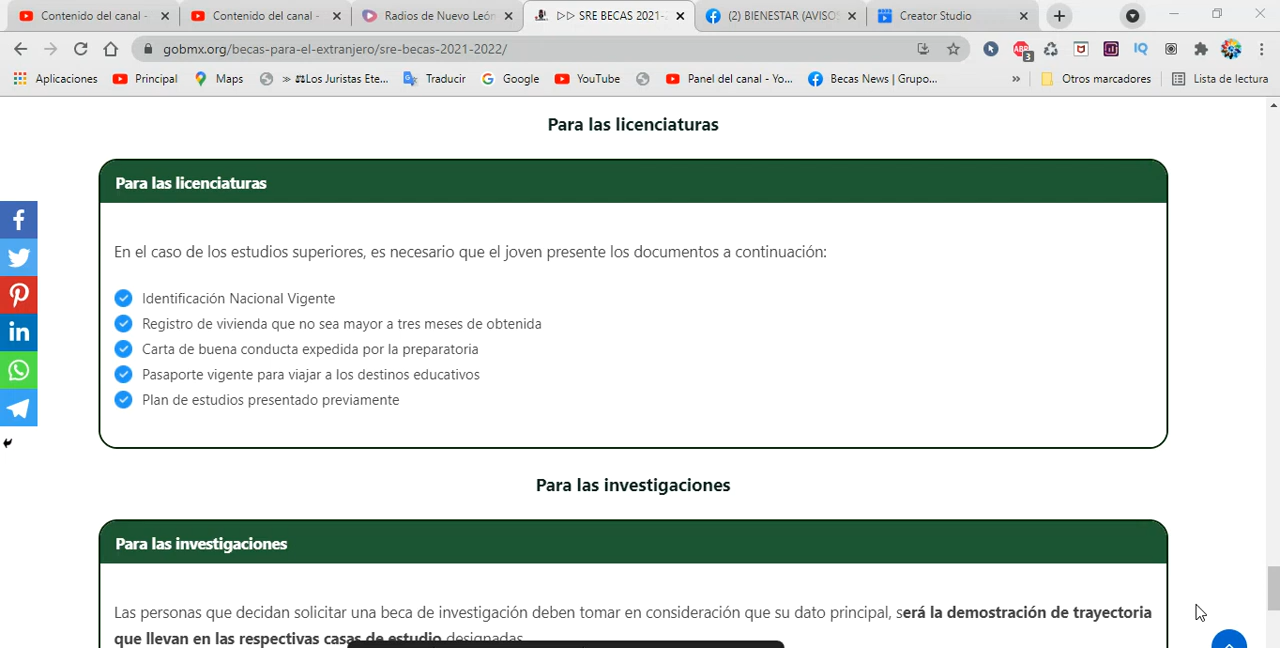 Contenido del canal -
Contenido del canal -
Radios de Nuevo León
▷▷ SRE BECAS 2021-
(2) BIENESTAR (AVISOS
Creator Studio
gobmx.org/becas-para-el-extranjero/sre-becas-2021-2022/
ABP
3
IQ
Aplicaciones
Principal
Maps
» ⚖Los Juristas Ete...
Traducir
Google
YouTube
Panel del canal - Yo...
Becas News | Grupo...
»
Otros marcadores
Lista de lectura
Para las licenciaturas
Para las licenciaturas
En el caso de los estudios superiores, es necesario que el joven presente los documentos a continuación:
Identificación Nacional Vigente
Registro de vivienda que no sea mayor a tres meses de obtenida
Carta de buena conducta expedida por la preparatoria
Pasaporte vigente para viajar a los destinos educativos
Plan de estudios presentado previamente
Para las investigaciones
Para las investigaciones
Las personas que decidan solicitar una beca de investigación deben tomar en consideración que su dato principal, será la demostración de trayectoria
que llevan en las respectivas casas de estudio designadas.